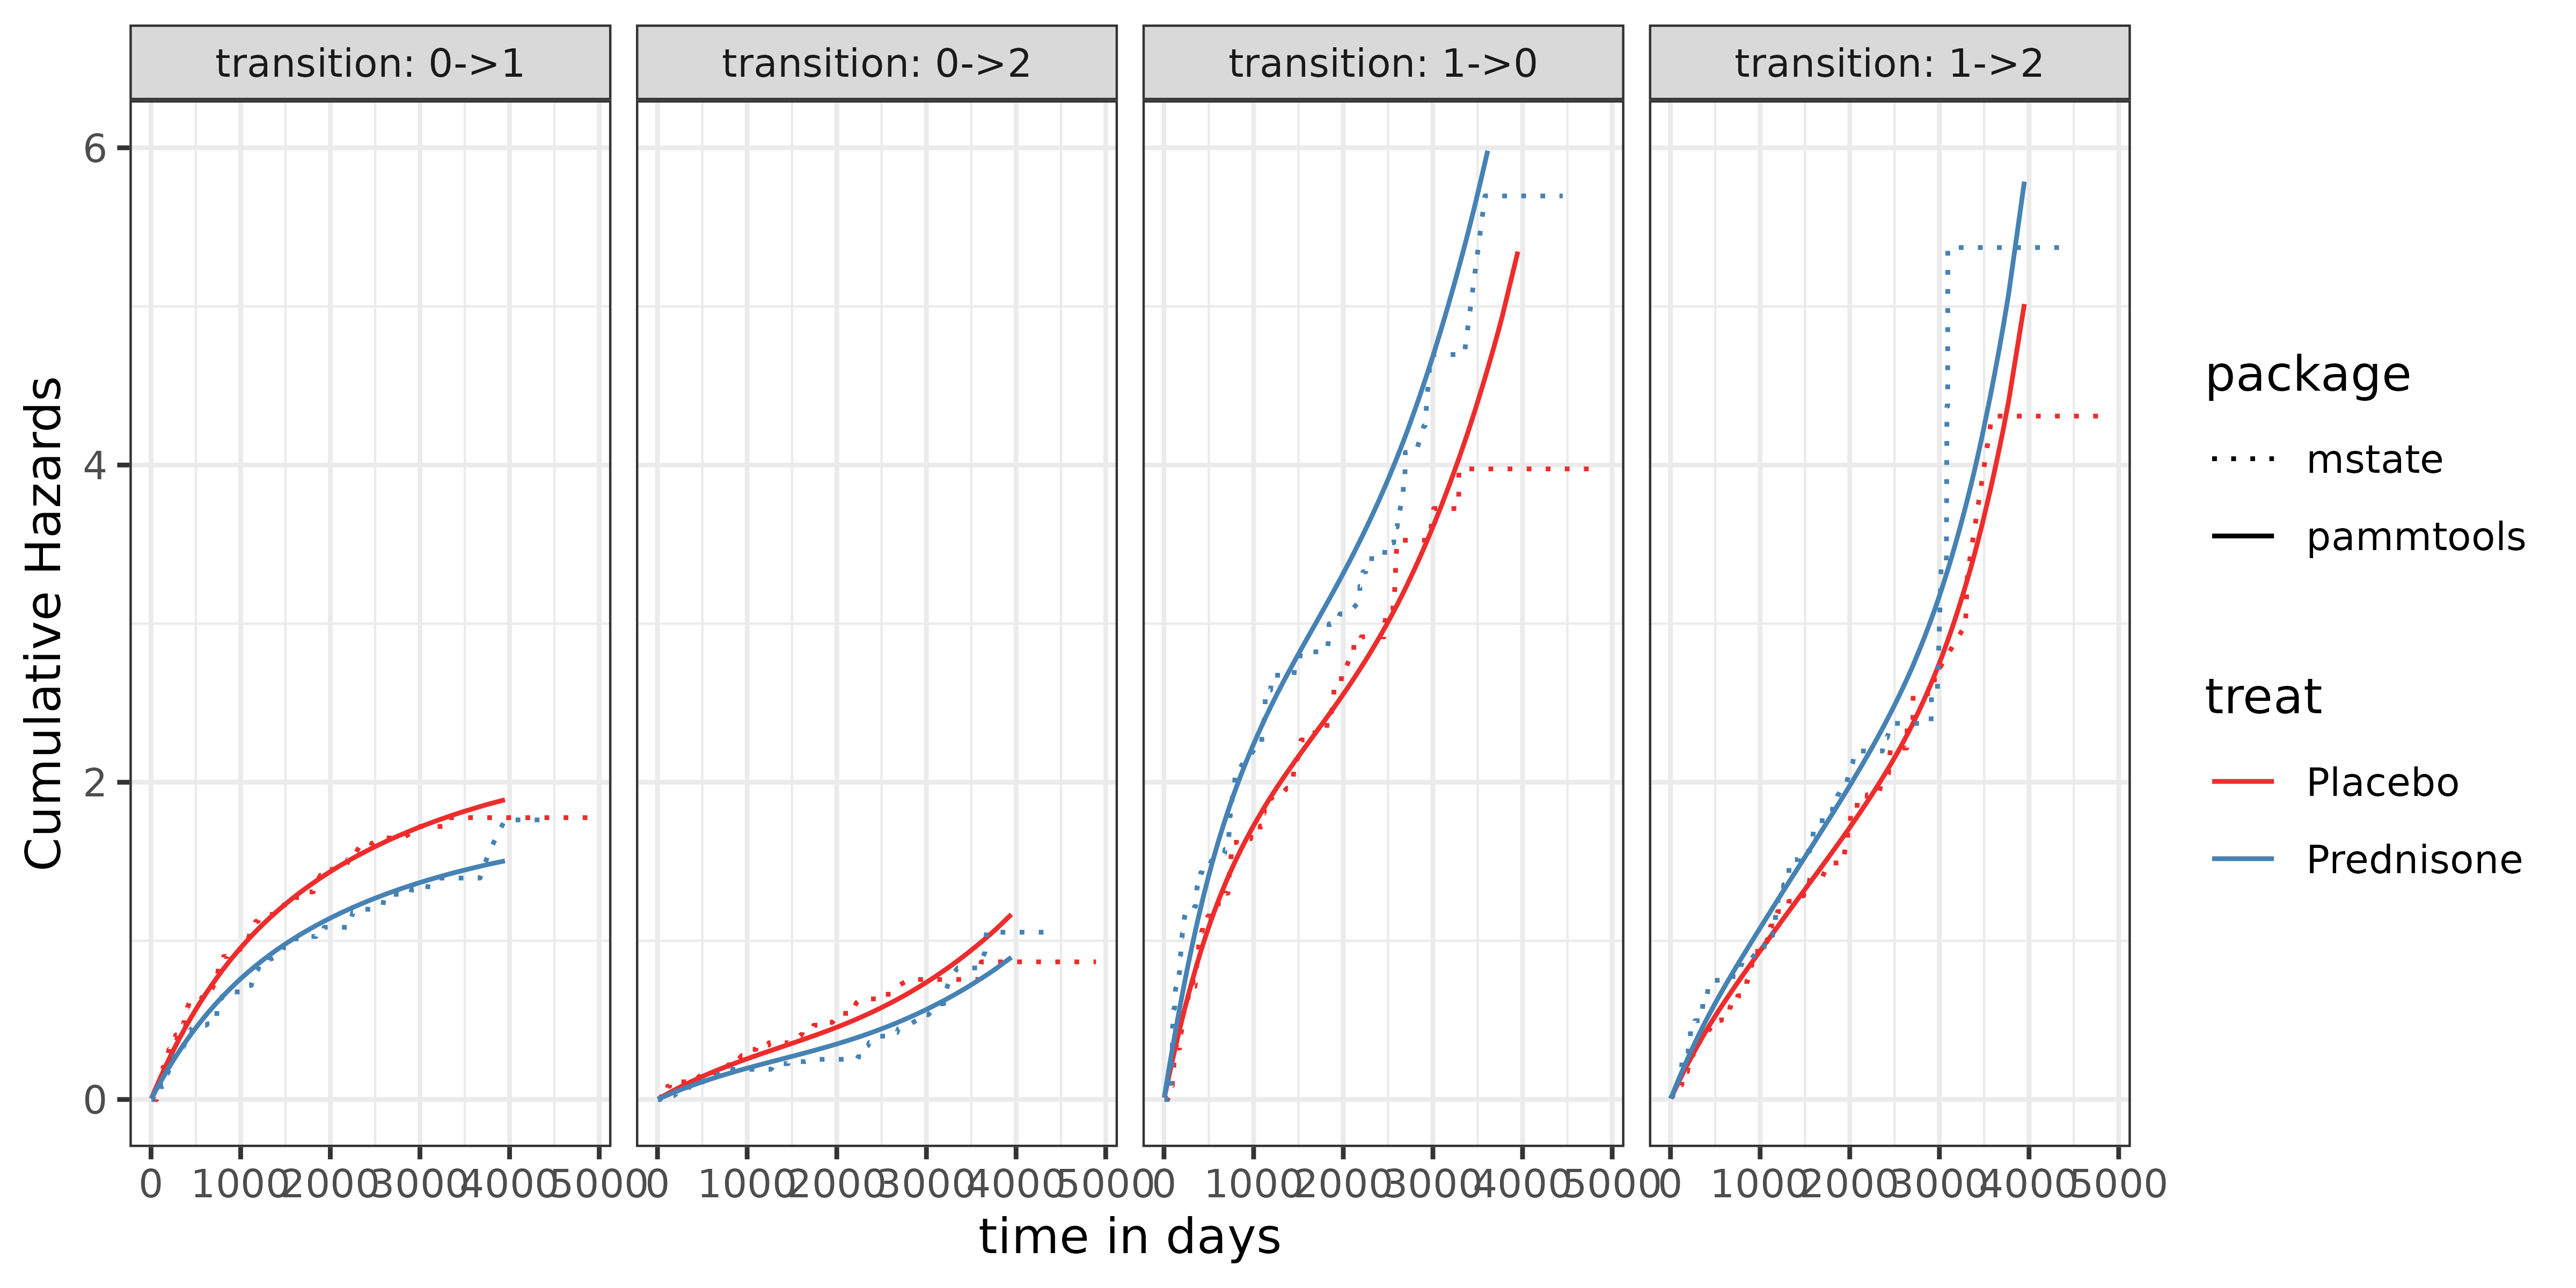 transition: 0->1 transition: 0->2 transition: 1->0 transition: 1->2
6
4
2
0
Cumulative Hazards
0 1000 2000 3000 4000 5000 0 1000 2000 3000 4000 5000 0 1000 2000 3000 4000 5000 0 1000 2000 3000 4000 5000
time in days
package
mstate
pammtools
treat
Placebo
Prednisone